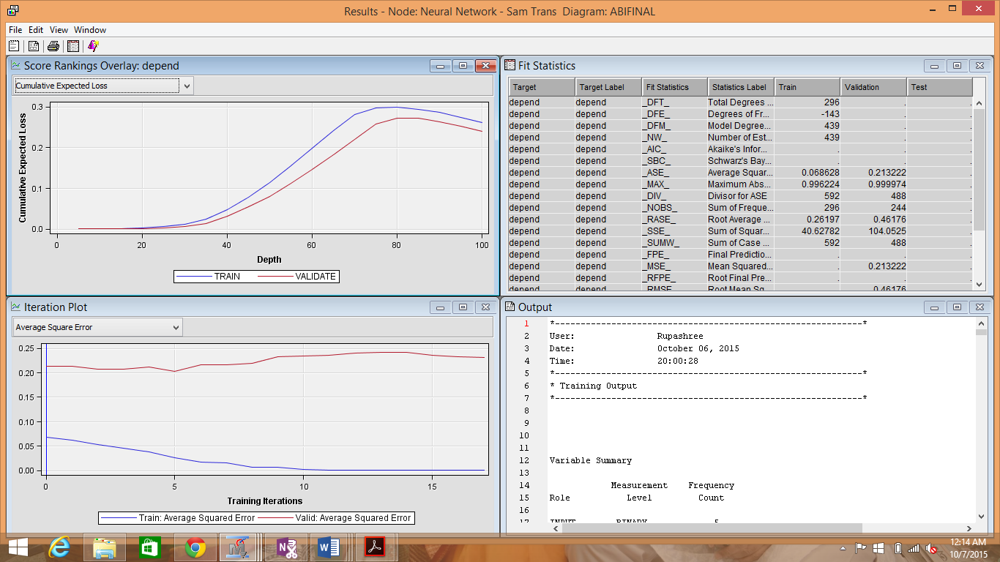 Results - Node: Neural Network - Sam Trans Diagram: ABIFINAL
File Edit View Window
Score Rankings Overlay: depend
Cumulative Expected Loss
Cumulative Expected Loss
0.3
0.2
0.1
0.0
0 20 40 60 80 100
Depth
TRAIN VALIDATE
Fit Statistics
Target Target Label Fit Statistics Statistics Label Train Validation Test
depend depend _DFT_ Total Degrees ... 296 . .
depend depend _DFE_ Degrees of Fr... -143 . .
depend depend _DFM_ Model Degree... 439 . .
depend depend _NW_ Number of Est... 439 . .
depend depend _AIC_ Akaike's Infor... . . .
depend depend _SBC_ Schwarz's Bay... . . .
depend depend _ASE_ Average Squar... 0.068628 0.213222 .
depend depend _MAX_ Maximum Abs... 0.996224 0.999974 .
depend depend _DIV_ Divisor for ASE 592 488 .
depend depend _NOBS_ Sum of Freque... 296 244 .
depend depend _RASE_ Root Average ... 0.26197 0.46176 .
depend depend _SSE_ Sum of Squar... 40.62782 104.0525 .
depend depend _SUMW_ Sum of Case ... 592 488 .
depend depend _FPE_ Final Predictio... . . .
depend depend _MSE_ Mean Squared... . 0.213222 .
depend depend _RFPE_ Root Final Pre... . . .
depend depend _RMSE_ Root Mean Sq... . 0.46176 .
Iteration Plot
Average Square Error
0.25
0.20
0.15
0.10
0.05
0.00
0 5 10 15
Training Iterations
Train: Average Squared Error Valid: Average Squared Error
Output
1 *------------------------------------------------------------*
2 User: Rupashree
3 Date: October 06, 2015
4 Time: 20:00:28
5 *------------------------------------------------------------*
6 * Training Output
7 *------------------------------------------------------------*
8
9
10
11
12 Variable Summary
13
14 Measurement Frequency
15 Role Level Count
16
17 INPUT BINARY 5
12:14 AM
10/7/2015